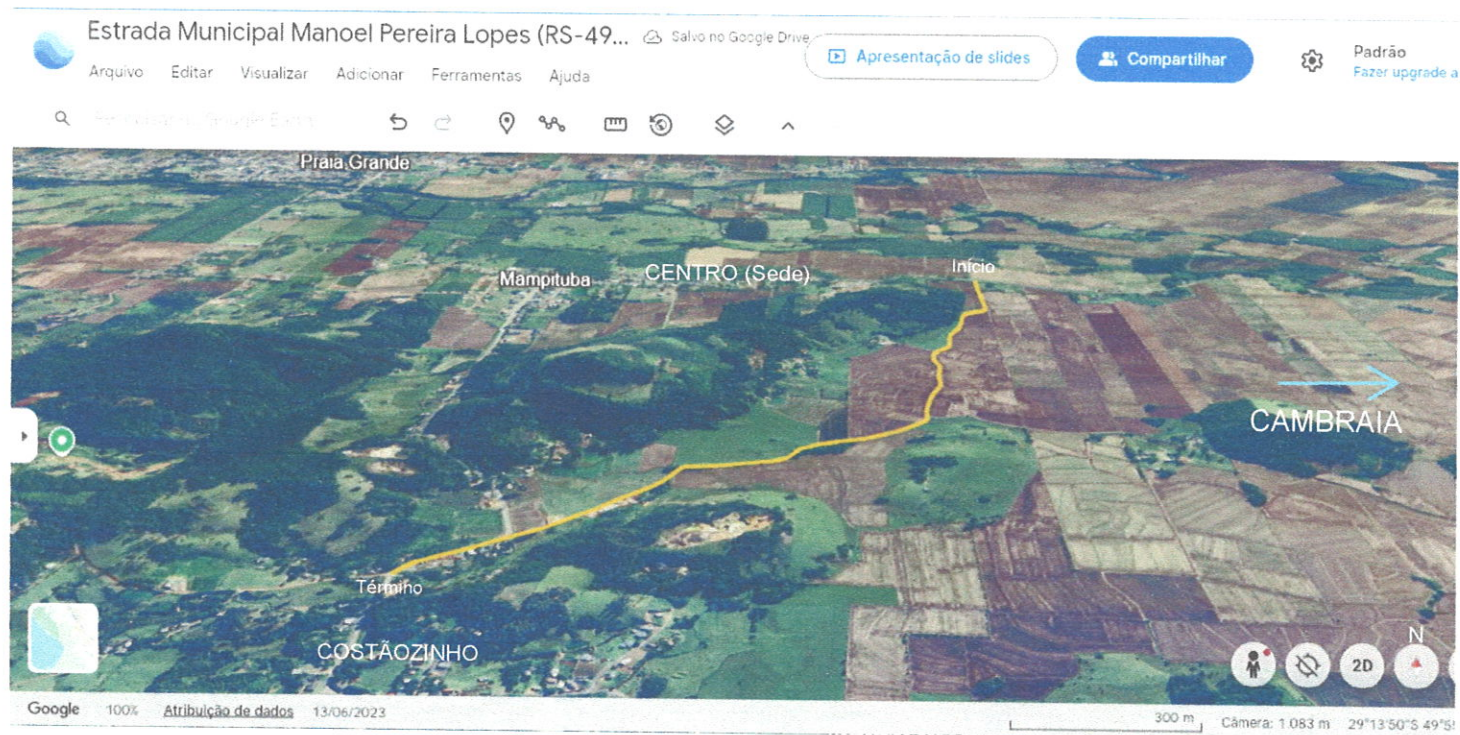 Estrada Municipal Manoel Pereira Lopes (RS-49... Salvo no Google Drive
Arquivo Editar Visualizar Adicionar Ferramentas Ajuda
Apresentação de slides
Compartilhar
Padrão
Fazer upgrade a
Praia Grande
Mampituba
CENTRO (Sede)
Início
CAMBRAIA
Término
COSTÃOZINHO
N
2D
Google 100% Atribuição de dados 13/06/2023
300 m Câmera: 1.083 m 29°13'50"S 49°5